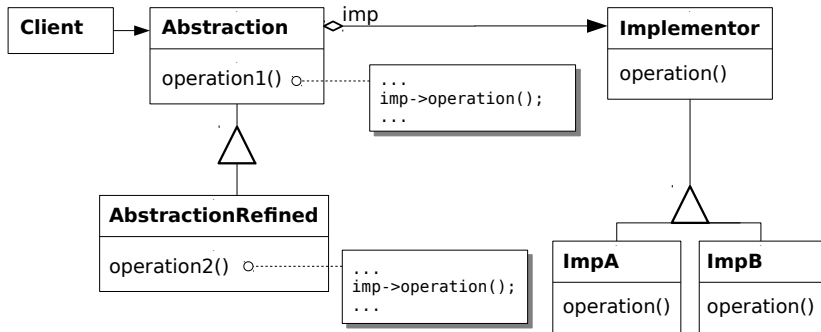 Client
Abstraction
imp
Implementor
operation1()
...
imp->operation();
...
operation()
AbstractionRefined
operation2()
...
imp->operation();
...
ImpA
operation()
ImpB
operation()